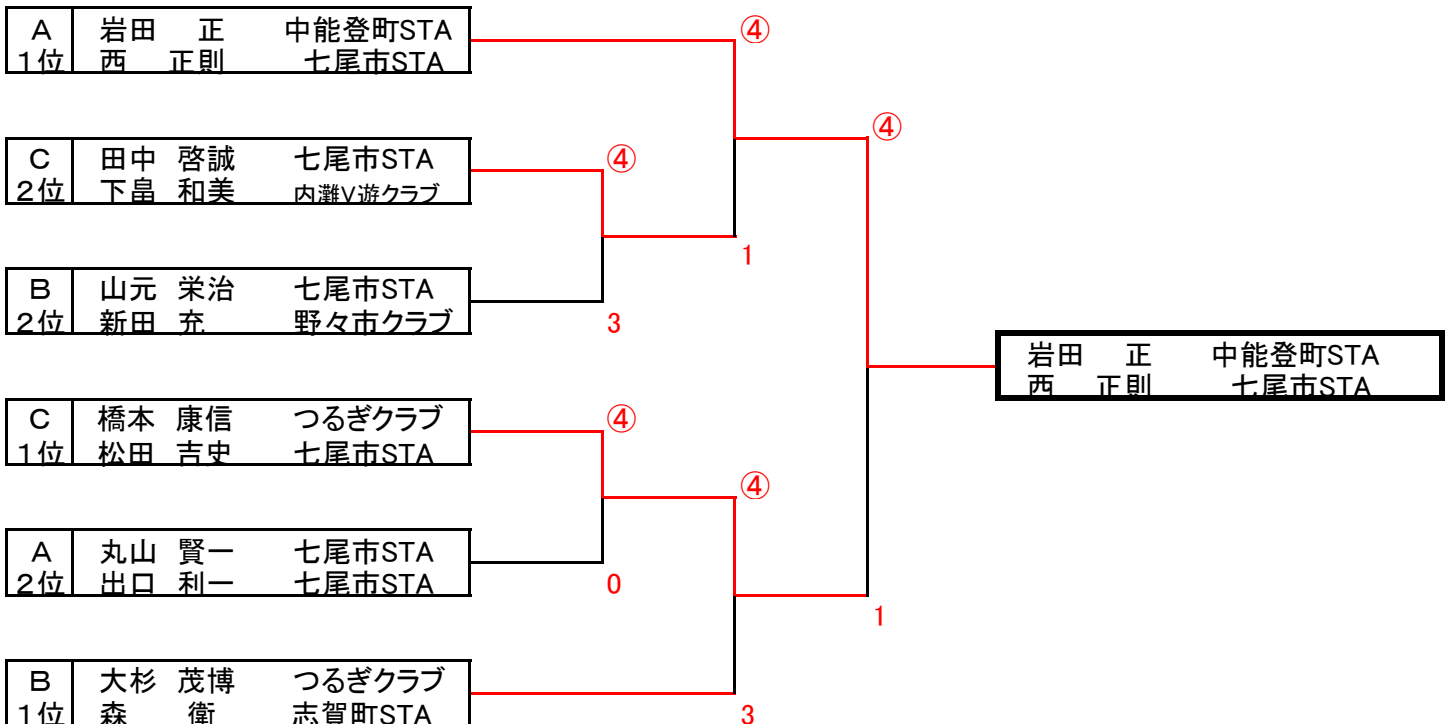 A 岩田 正 中能登町STA ④
1位 西 正則 七尾市STA
④
C 田中 啓誠 七尾市STA ④
2位 下畠 和美 内灘V遊クラブ
1
B 山元 栄治 七尾市STA
2位 新田 充 野々市クラブ 3
岩田 正 中能登町STA
西 正則 七尾市STA
C 橋本 康信 つるぎクラブ ④
1位 松田 吉史 七尾市STA
④
A 丸山 賢一 七尾市STA
2位 出口 利一 七尾市STA 0
1
B 大杉 茂博 つるぎクラブ
1位 森 衛 志賀町STA 3